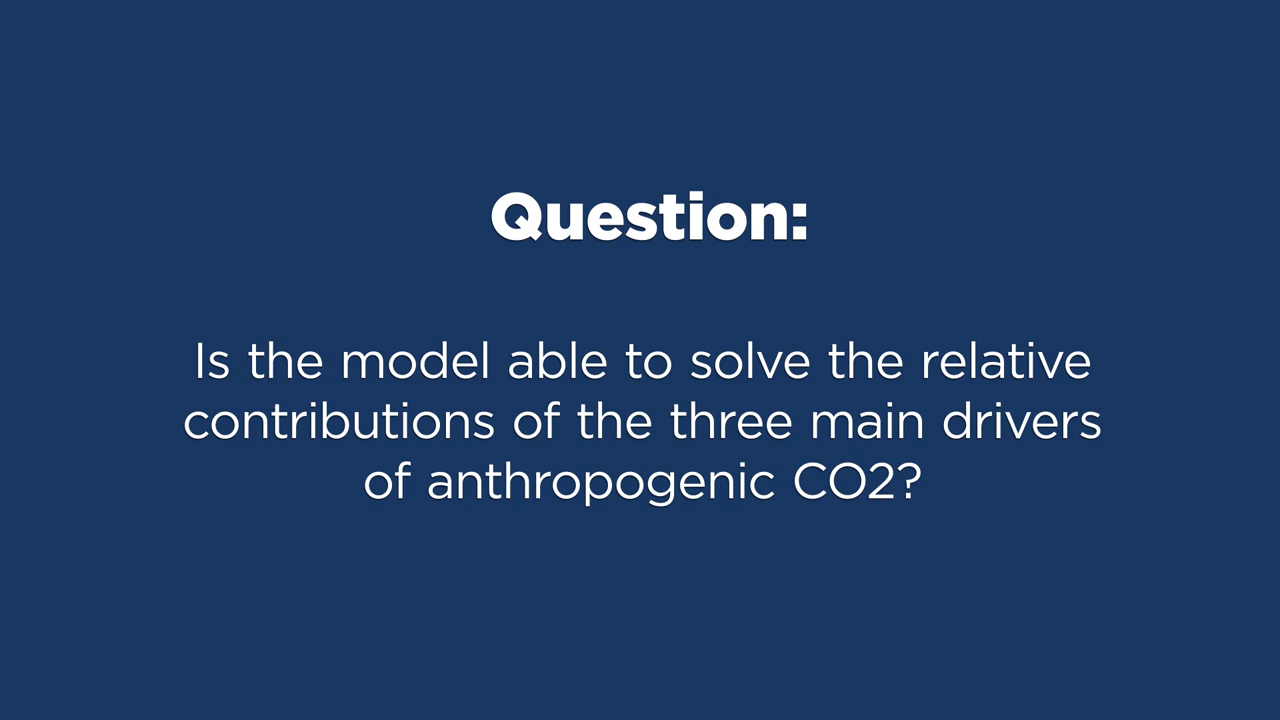 Question:
Is the model able to solve the relative
contributions of the three main drivers
of anthropogenic CO2?